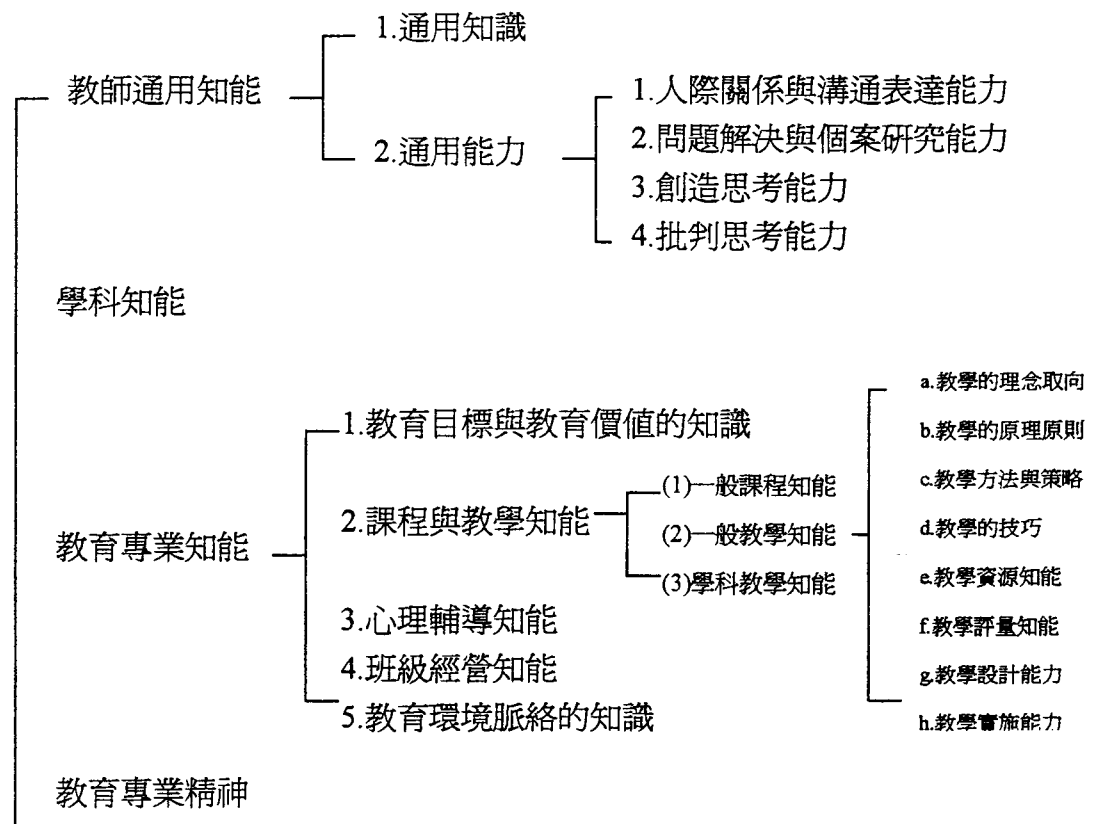 1.通用知識
教師通用知能
2.通用能力
1.人際關係與溝通表達能力
2.問題解決與個案研究能力
3.創造思考能力
4.批判思考能力
學科知能
教育專業知能
1.教育目標與教育價值的知識
2.課程與教學知能
(1)一般課程知能
(2)一般教學知能
(3)學科教學知能
a.教學的理念取向
b.教學的原理原則
c.教學方法與策略
d.教學的技巧
e.教學資源知能
f.教學評量知能
g.教學設計能力
h.教學實施能力
3.心理輔導知能
4.班級經營知能
5.教育環境脈絡的知識
教育專業精神